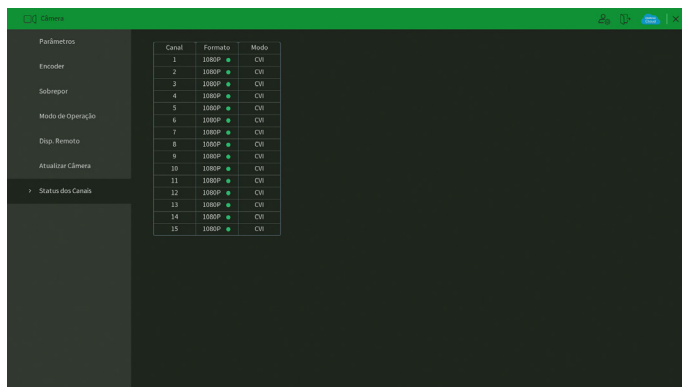 Câmera
Parâmetros
Encoder
Sobrepor
Modo de Operação
Disp. Remoto
Atualizar Câmera
> Status dos Canais
Canal Formato Modo
1 1080P CVI
2 1080P CVI
3 1080P CVI
4 1080P CVI
5 1080P CVI
6 1080P CVI
7 1080P CVI
8 1080P CVI
9 1080P CVI
10 1080P CVI
11 1080P CVI
12 1080P CVI
13 1080P CVI
14 1080P CVI
15 1080P CVI